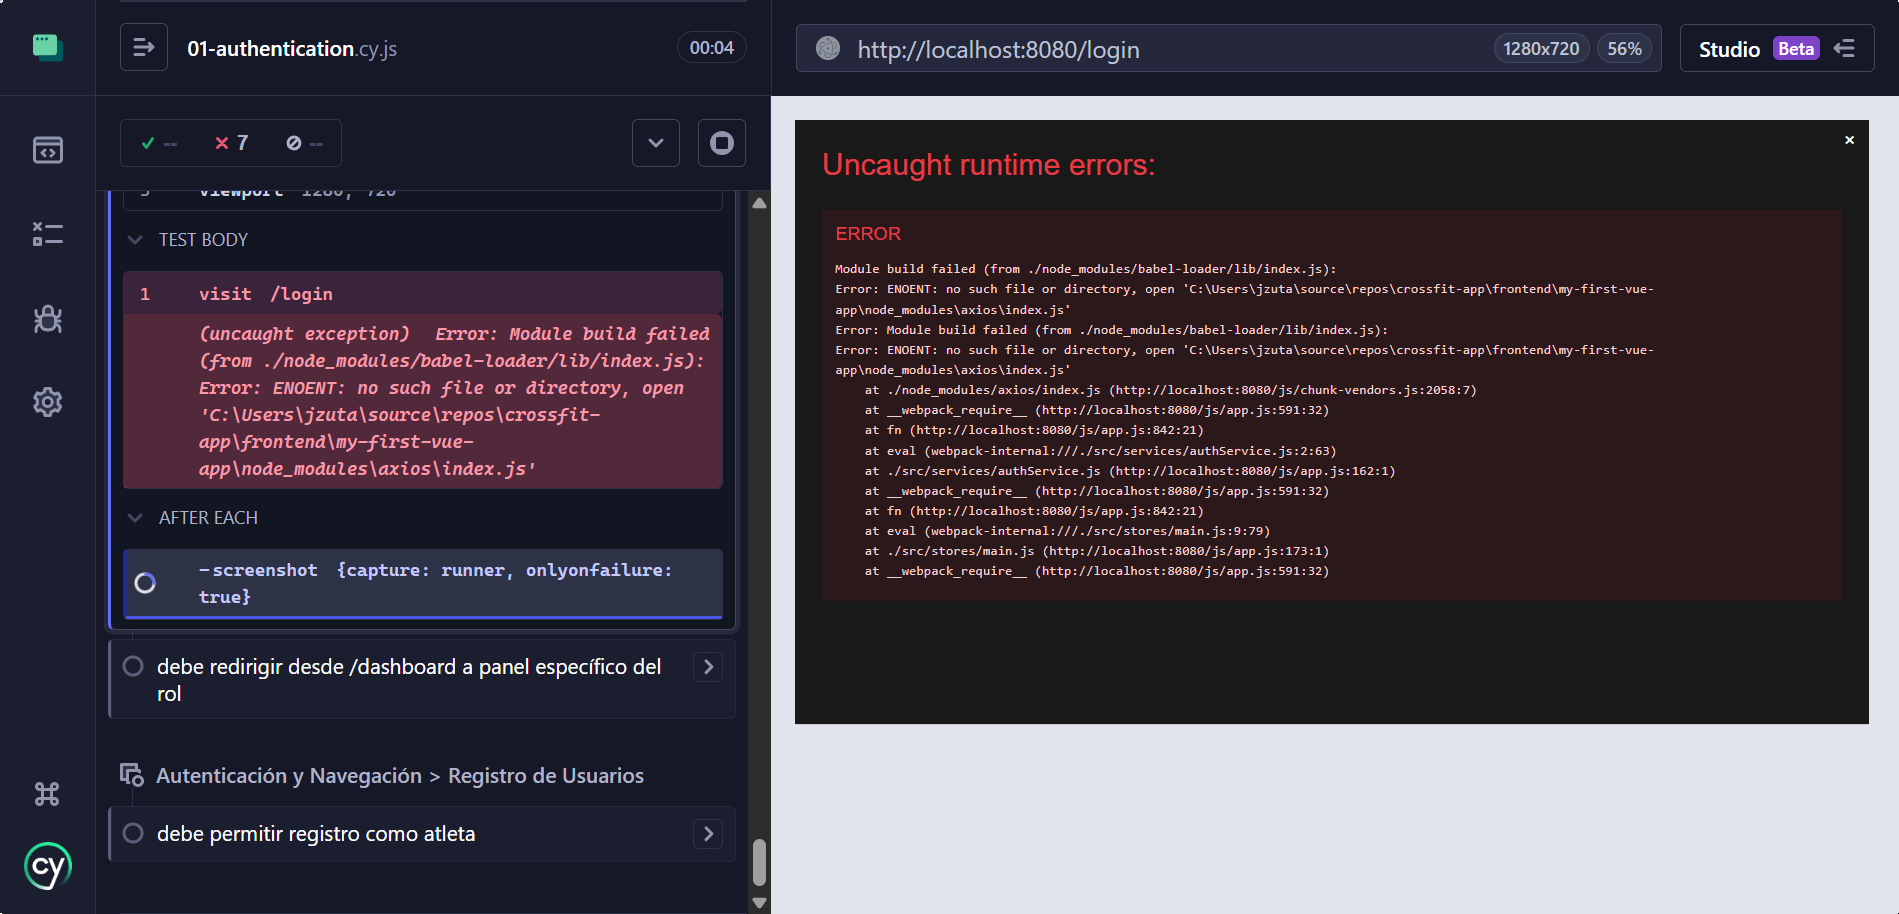 01-authentication.cy.js
00:04
-- 7 --
viewport 1280, 720
TEST BODY
1 visit /login
(uncaught exception) Error: Module build failed
(from ./node_modules/babel-loader/lib/index.js):
Error: ENOENT: no such file or directory, open
'C:\Users\jzuta\source\repos\crossfit-
app\frontend\my-first-vue-
app\node_modules\axios\index.js'
AFTER EACH
-screenshot {capture: runner, onlyonfailure:
true}
debe redirigir desde /dashboard a panel específico del
rol
Autenticación y Navegación > Registro de Usuarios
debe permitir registro como atleta
cy
http://localhost:8080/login
1280x720
56%
Studio Beta
×
Uncaught runtime errors:
ERROR
Module build failed (from ./node_modules/babel-loader/lib/index.js):
Error: ENOENT: no such file or directory, open 'C:\Users\jzuta\source\repos\crossfit-app\frontend\my-first-vue-
app\node_modules\axios\index.js'
Error: Module build failed (from ./node_modules/babel-loader/lib/index.js):
Error: ENOENT: no such file or directory, open 'C:\Users\jzuta\source\repos\crossfit-app\frontend\my-first-vue-
app\node_modules\axios\index.js'
at ./node_modules/axios/index.js (http://localhost:8080/js/chunk-vendors.js:2058:7)
at __webpack_require__ (http://localhost:8080/js/app.js:591:32)
at fn (http://localhost:8080/js/app.js:842:21)
at eval (webpack-internal:///./src/services/authService.js:2:63)
at ./src/services/authService.js (http://localhost:8080/js/app.js:162:1)
at __webpack_require__ (http://localhost:8080/js/app.js:591:32)
at fn (http://localhost:8080/js/app.js:842:21)
at eval (webpack-internal:///./src/stores/main.js:9:79)
at ./src/stores/main.js (http://localhost:8080/js/app.js:173:1)
at __webpack_require__ (http://localhost:8080/js/app.js:591:32)